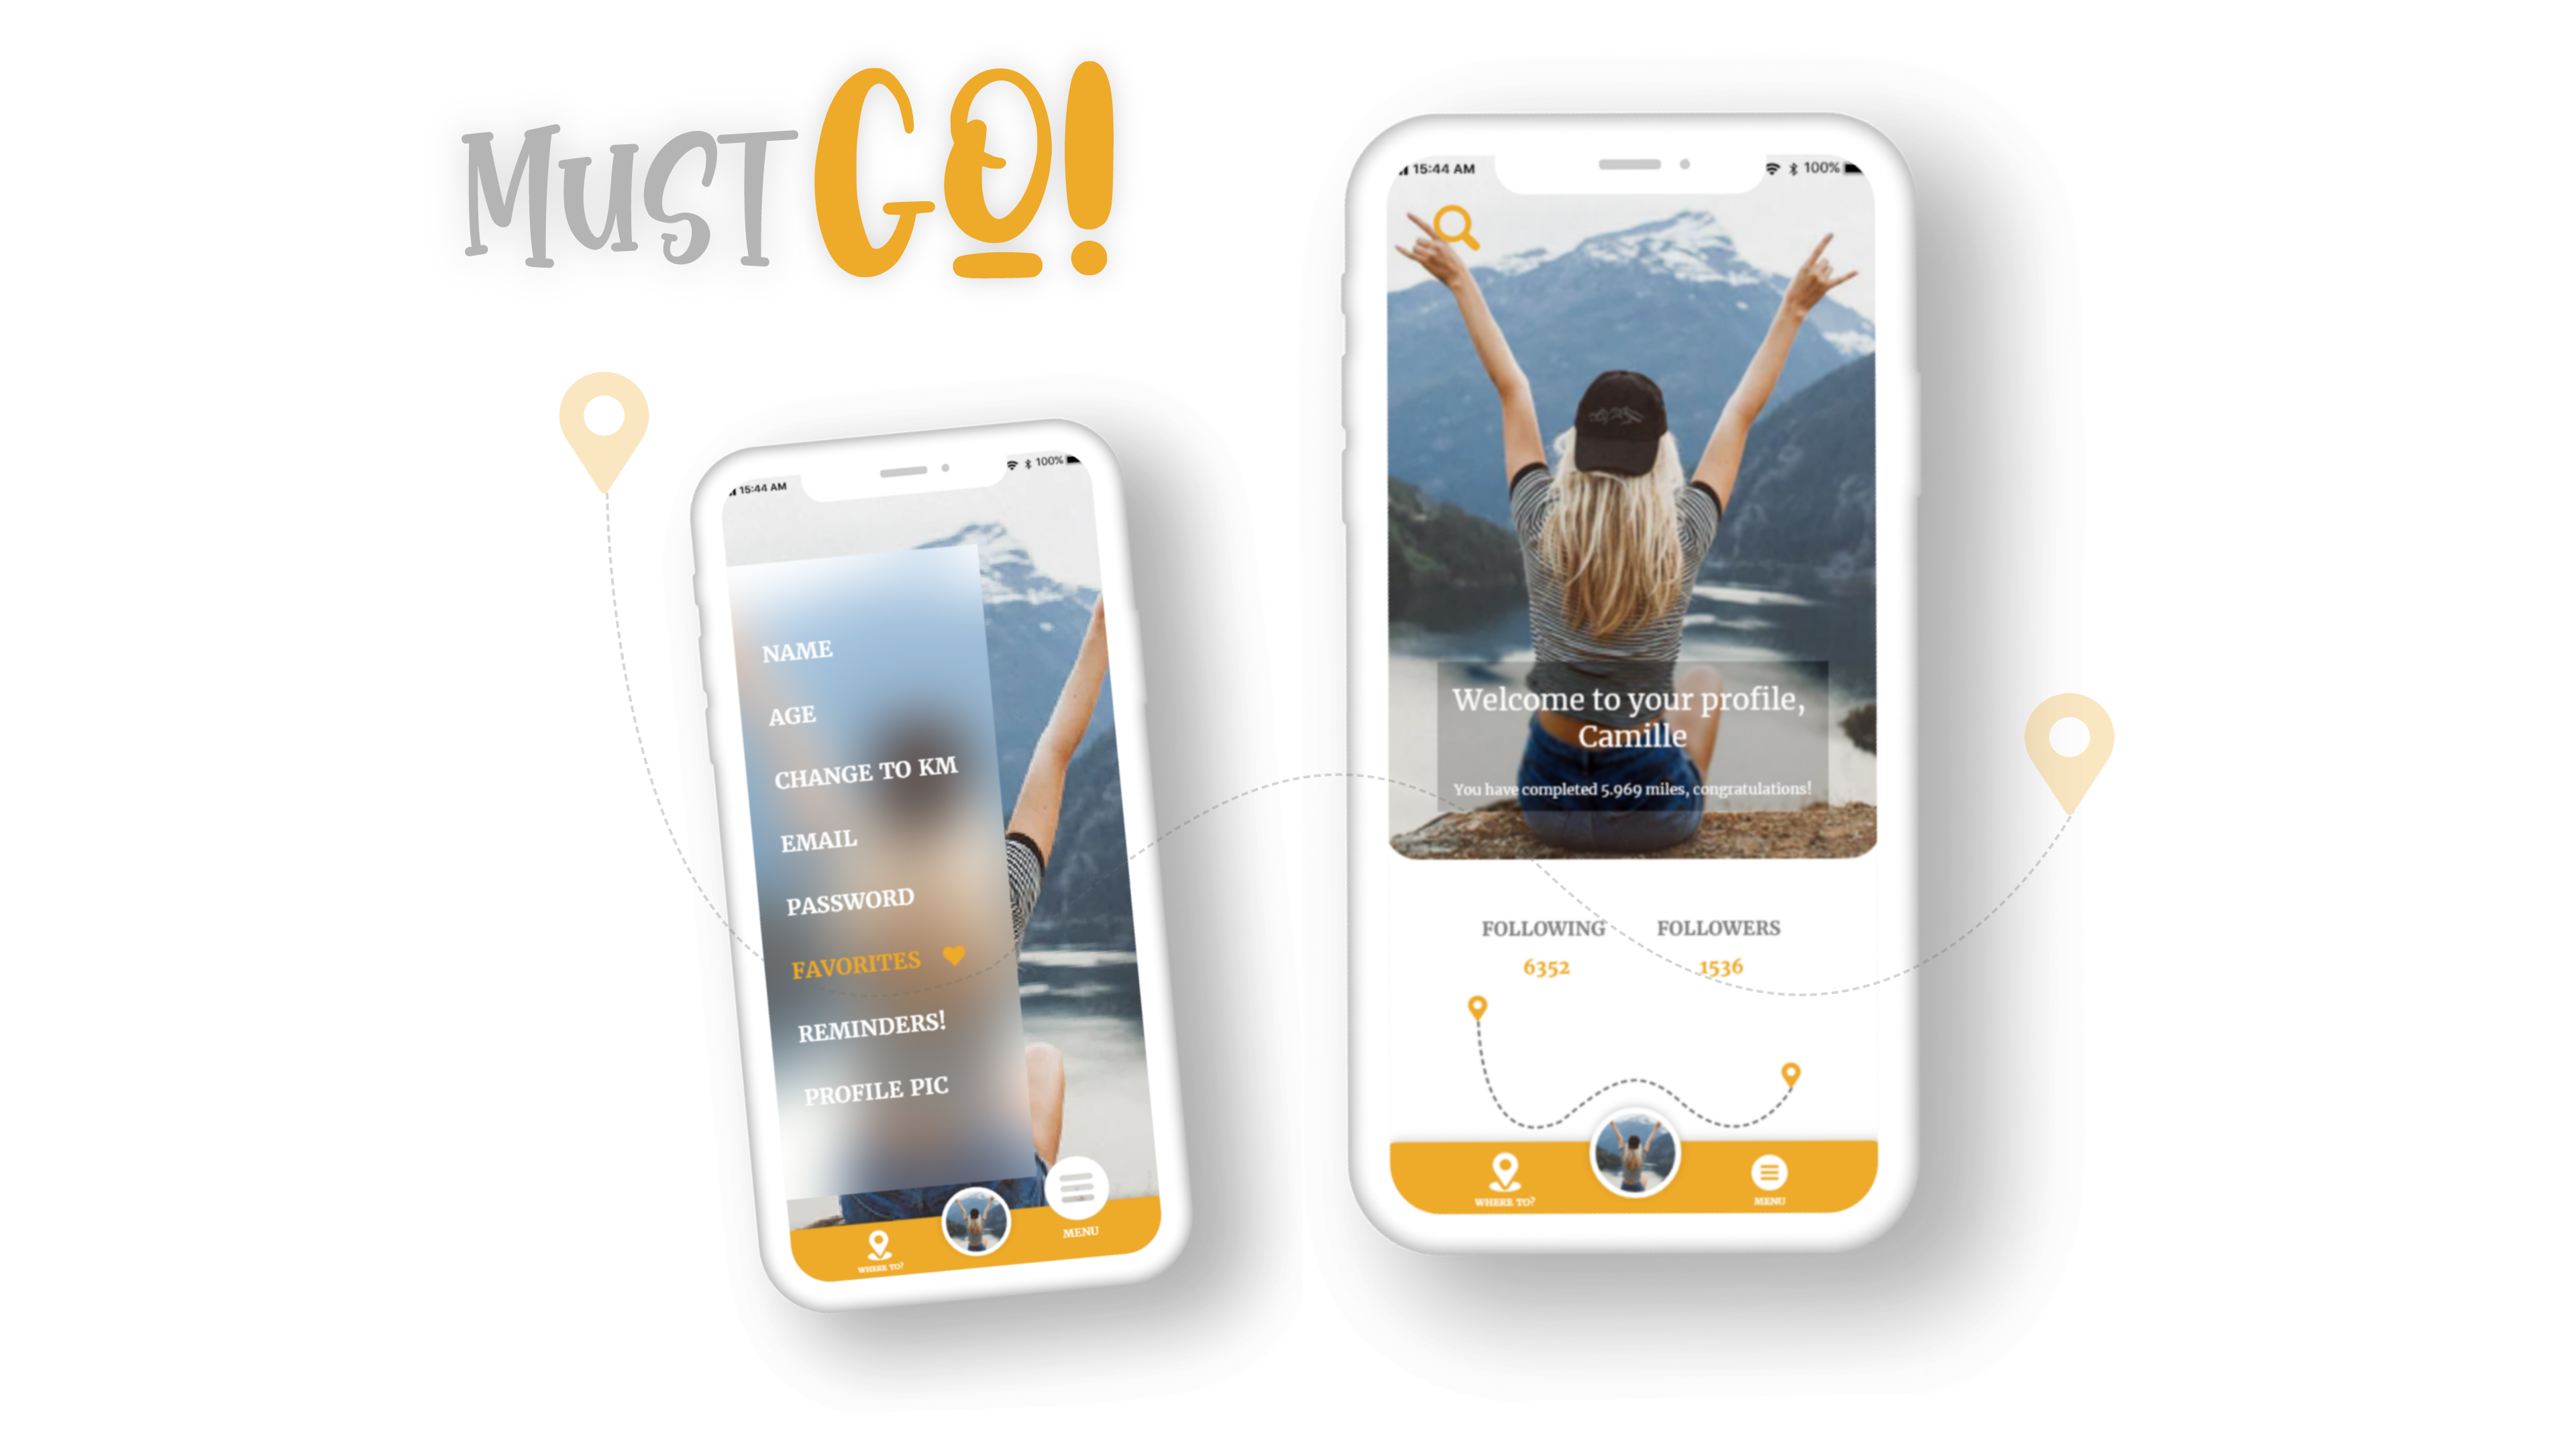 MUST GO!
15:44 AM
100%
NAME
AGE
CHANGE TO KM
EMAIL
PASSWORD
FAVORITES
REMINDERS!
PROFILE PIC
WHERE TO?
MENU
15:44 AM
100%
Welcome to your profile,
Camille
You have completed 5.969 miles, congratulations!
FOLLOWING FOLLOWERS
6352 1536
WHERE TO?
MENU